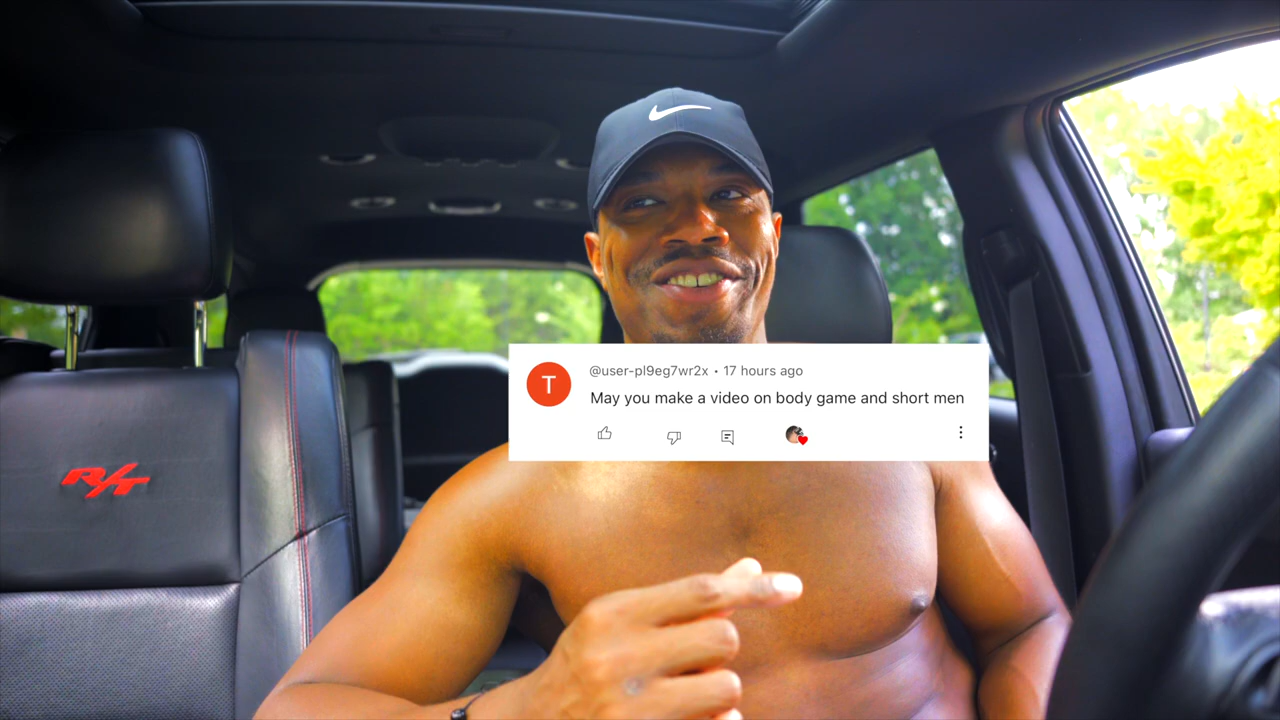 @user-pl9eg7wr2x • 17 hours ago
T
May you make a video on body game and short men
R/T